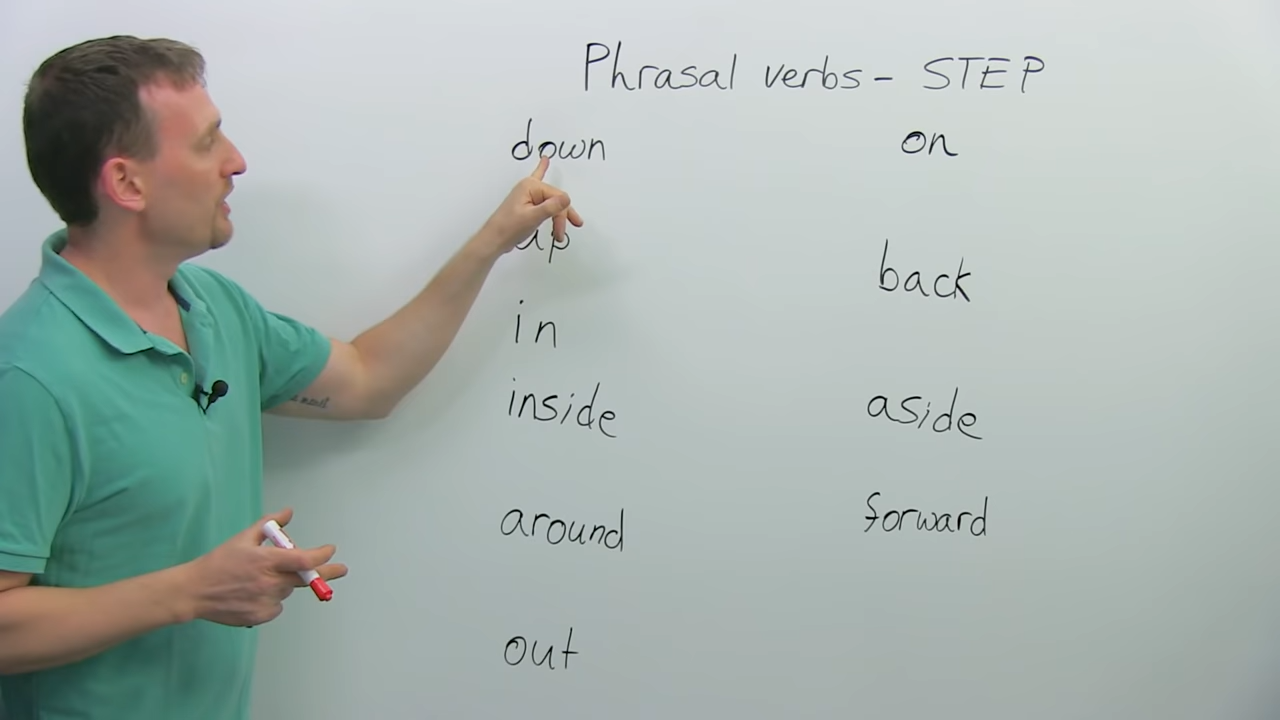 Phrasal verbs - STEP
down
up
in
inside
around
out
on
back
aside
forward